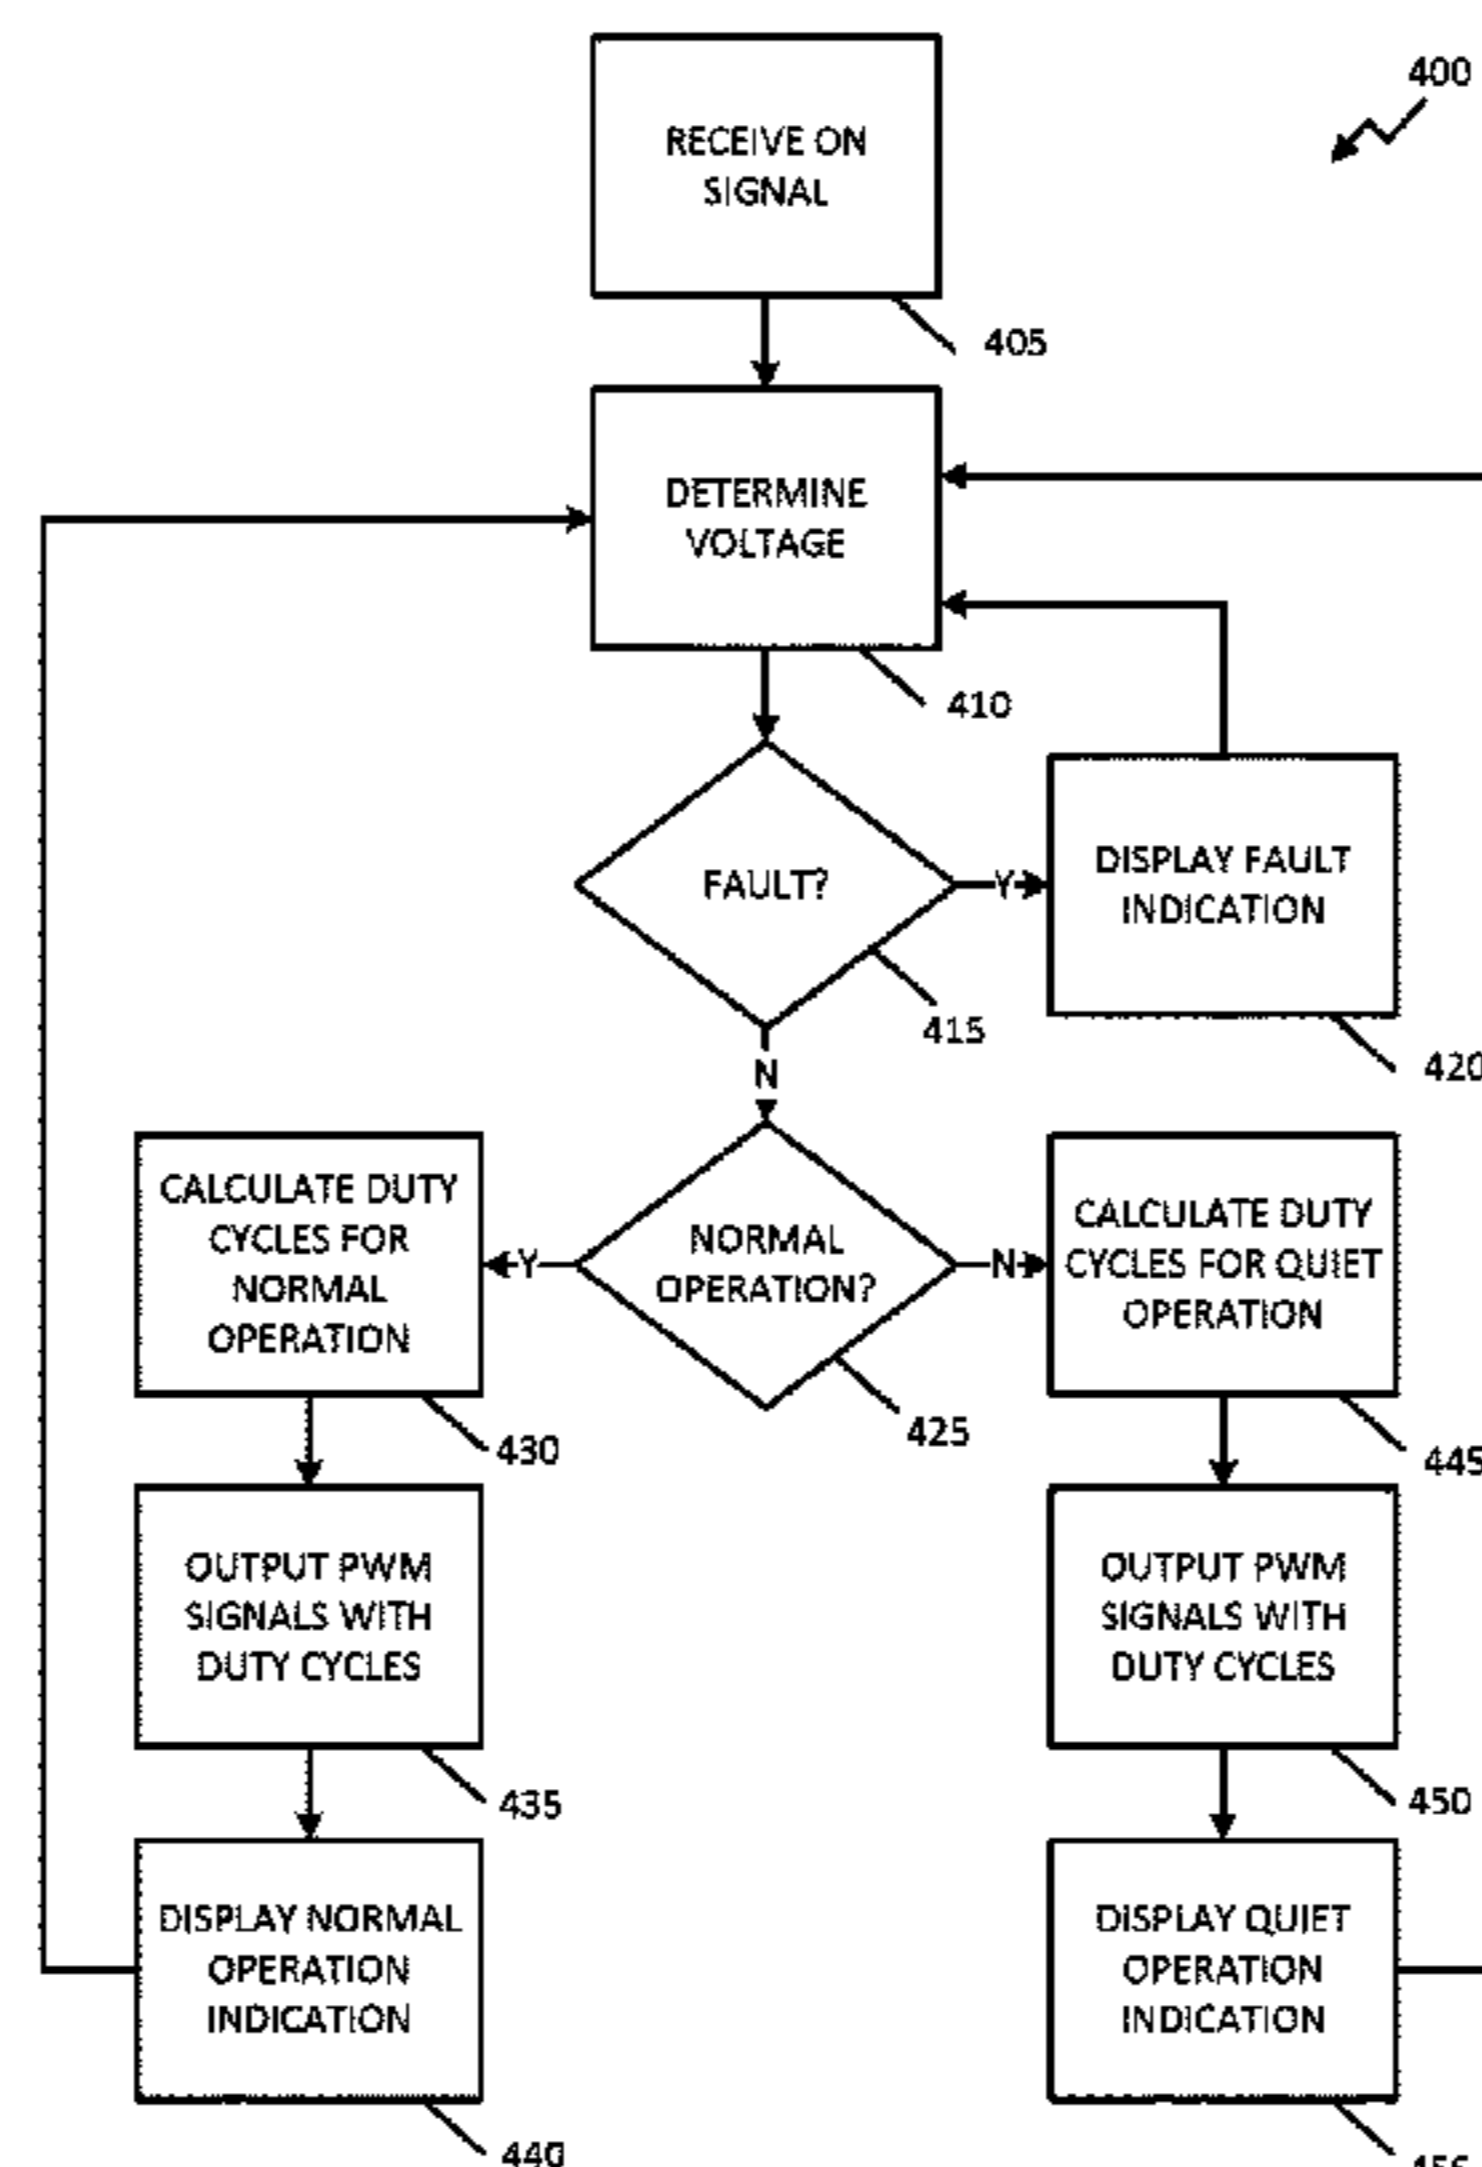 400
RECEIVE ON
SIGNAL
405
DETERMINE
VOLTAGE
410
FAULT?
Y
DISPLAY FAULT
INDICATION
415
420
N
CALCULATE DUTY
CYCLES FOR
NORMAL
OPERATION
Y
NORMAL
OPERATION?
N
CALCULATE DUTY
CYCLES FOR QUIET
OPERATION
430
425
445
OUTPUT PWM
SIGNALS WITH
DUTY CYCLES
OUTPUT PWM
SIGNALS WITH
DUTY CYCLES
435
450
DISPLAY NORMAL
OPERATION
INDICATION
DISPLAY QUIET
OPERATION
INDICATION
440